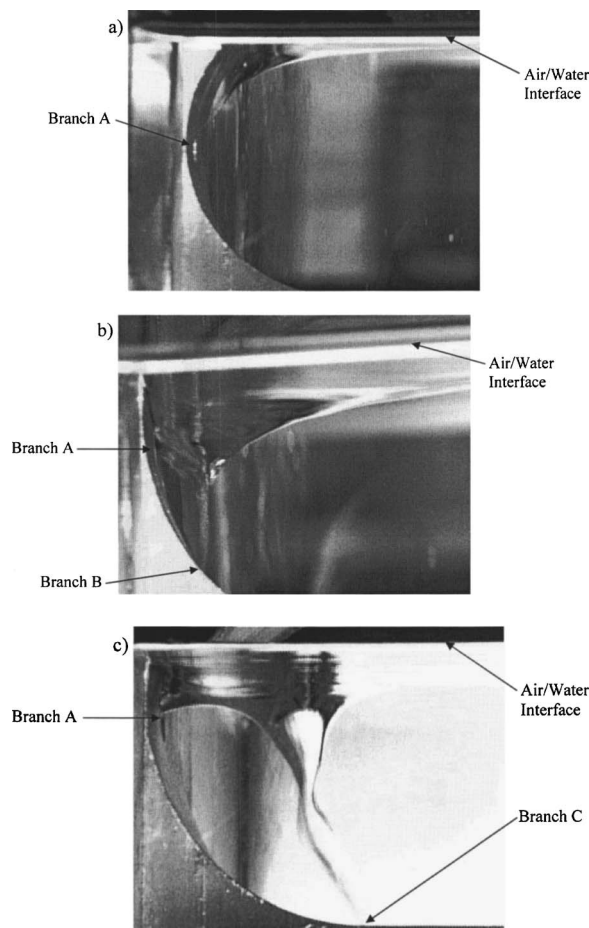 a)
Air/Water
Interface
Branch A
b)
Air/Water
Interface
Branch A
Branch B
c)
Air/Water
Interface
Branch A
Branch C